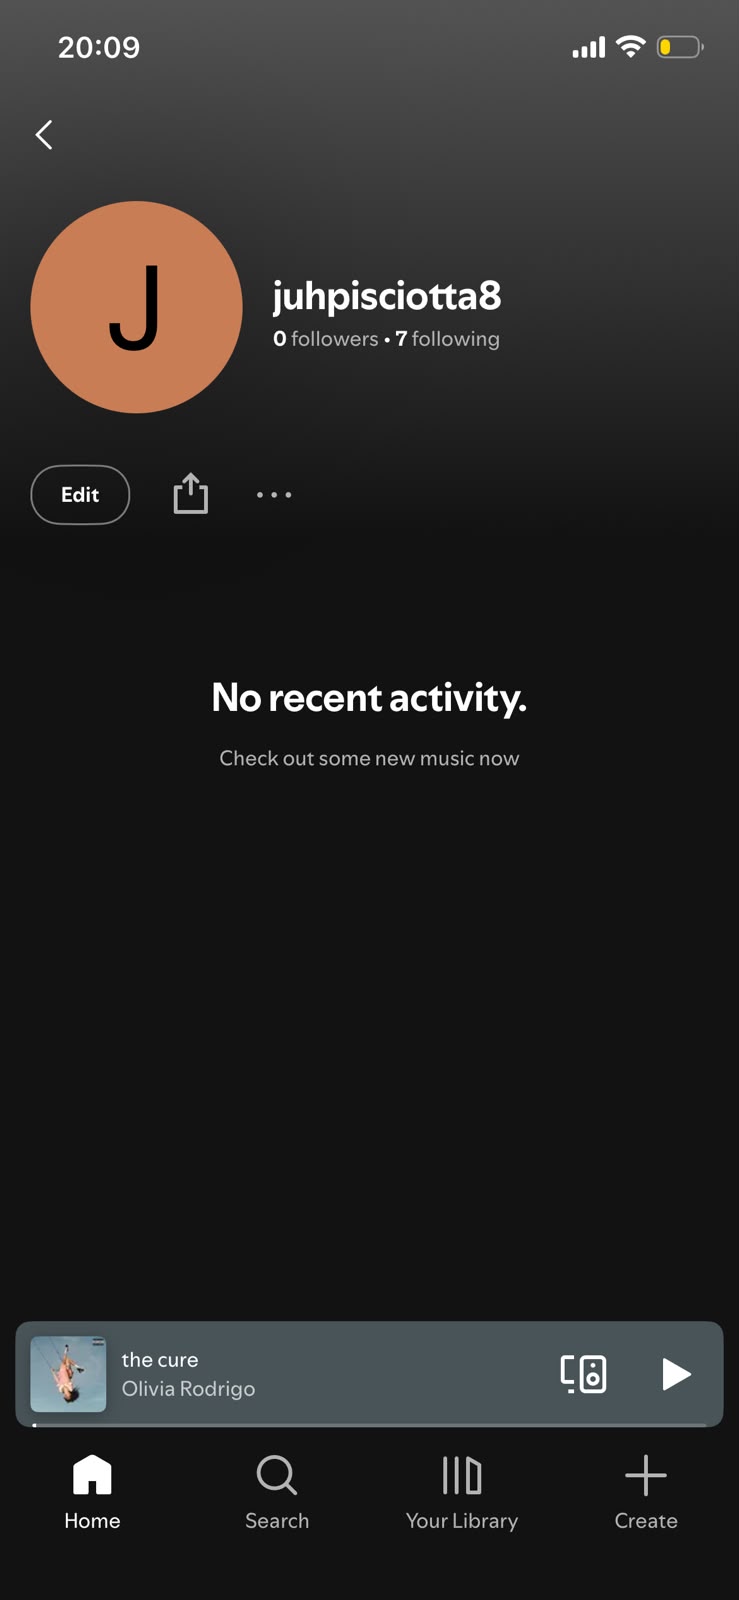 20:09
J
juhpisciotta8
0 followers • 7 following
Edit
No recent activity.
Check out some new music now
the cure
Olivia Rodrigo
Home
Search
Your Library
Create